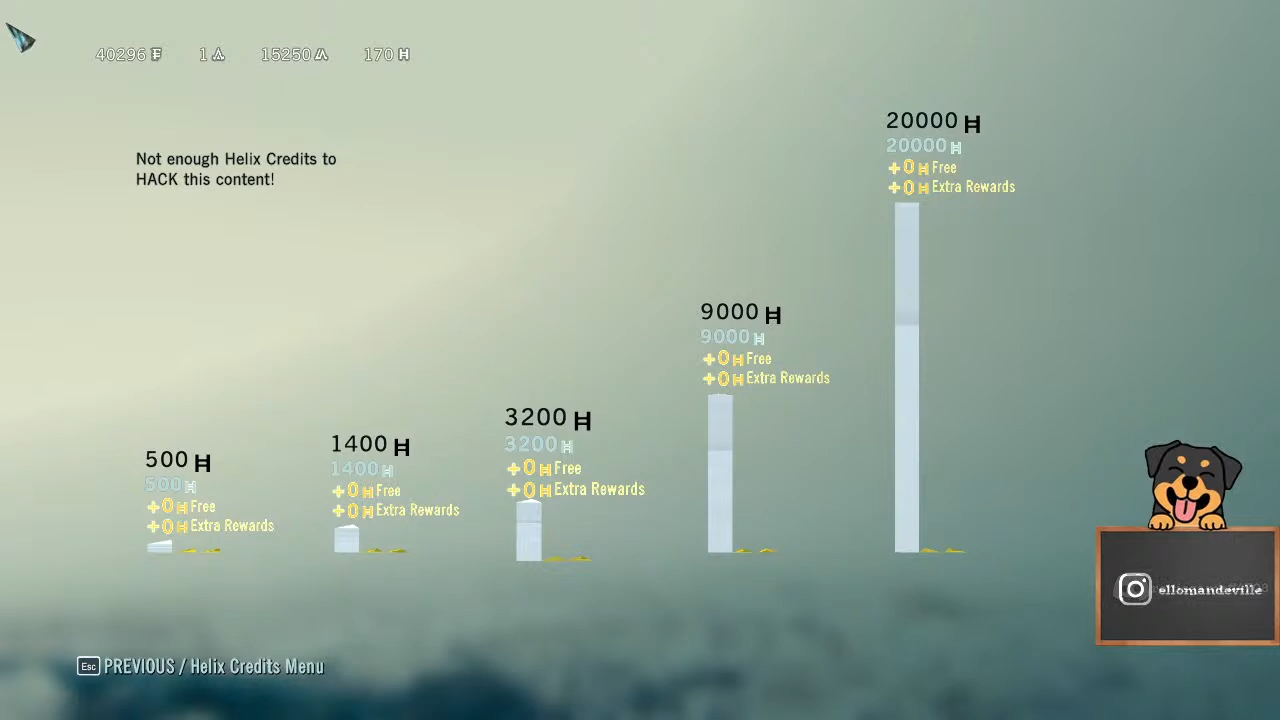 40296
1
15250
170
Not enough Helix Credits to
HACK this content!
20000
20000
+0 Free
+0 Extra Rewards
9000
9000
+0 Free
+0 Extra Rewards
3200
3200
+0 Free
+0 Extra Rewards
1400
1400
+0 Free
+0 Extra Rewards
500
500
+0 Free
+0 Extra Rewards
ellomandeville
Esc PREVIOUS / Helix Credits Menu